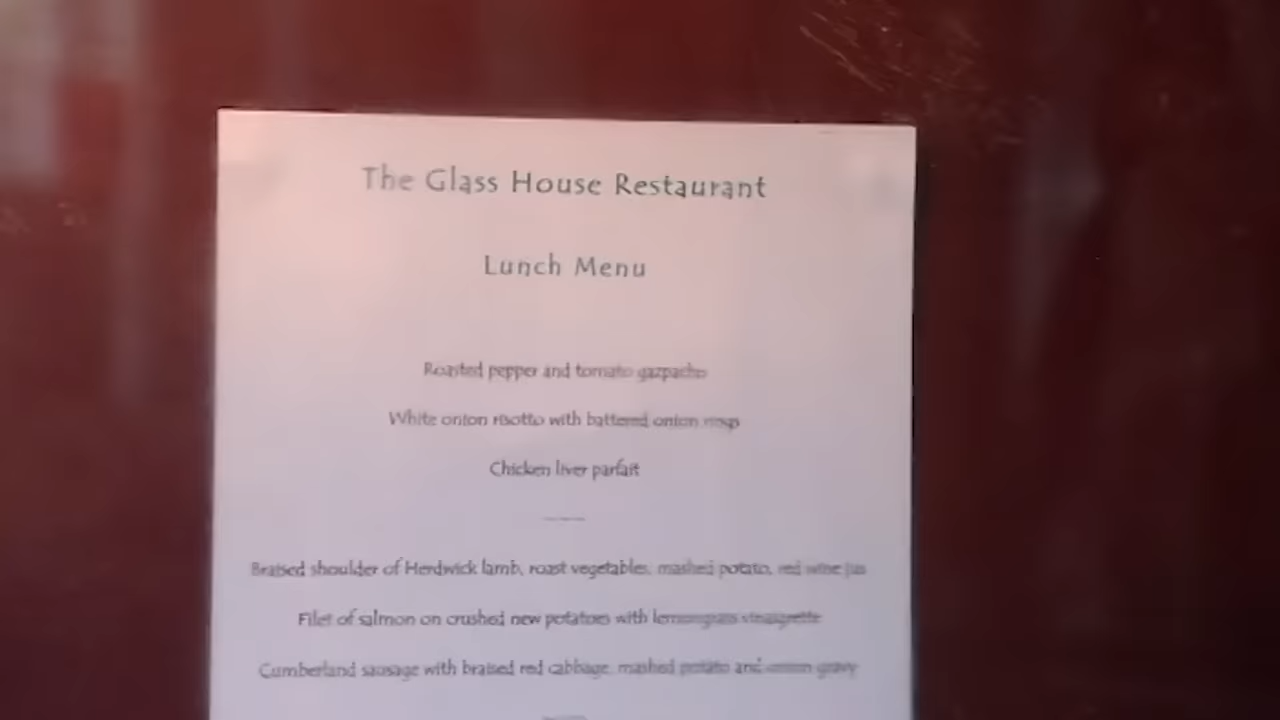 The Glass House Restaurant
Lunch Menu
Roasted pepper and tomato gazpacho
White onion risotto with battered onion rings
Chicken liver parfait
Braised shoulder of Herdwick lamb, roast vegetables, mashed potato, red wine jus
Filet of salmon on crushed new potatoes with lemongrass vinaigrette
Cumberland sausage with braised red cabbage, mashed potato and onion gravy